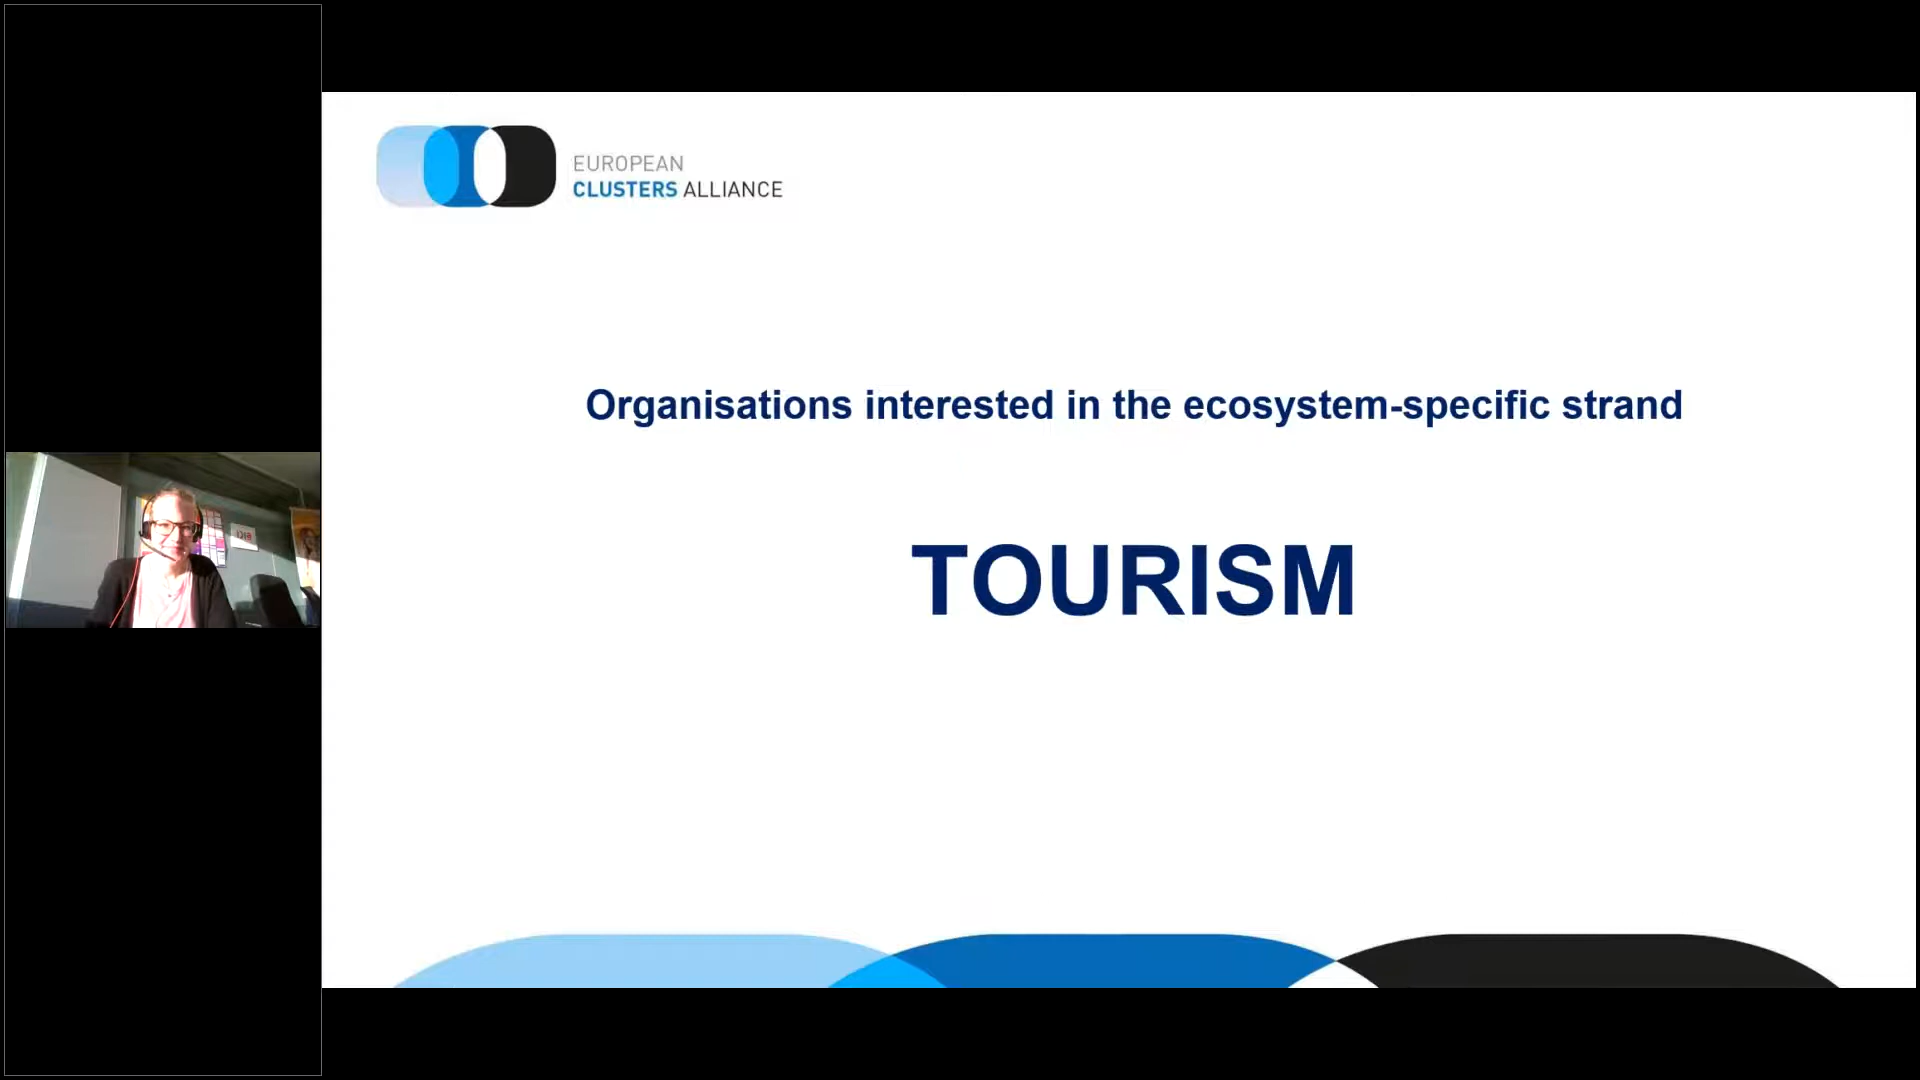 EUROPEAN
CLUSTERS ALLIANCE
Organisations interested in the ecosystem-specific strand
TOURISM